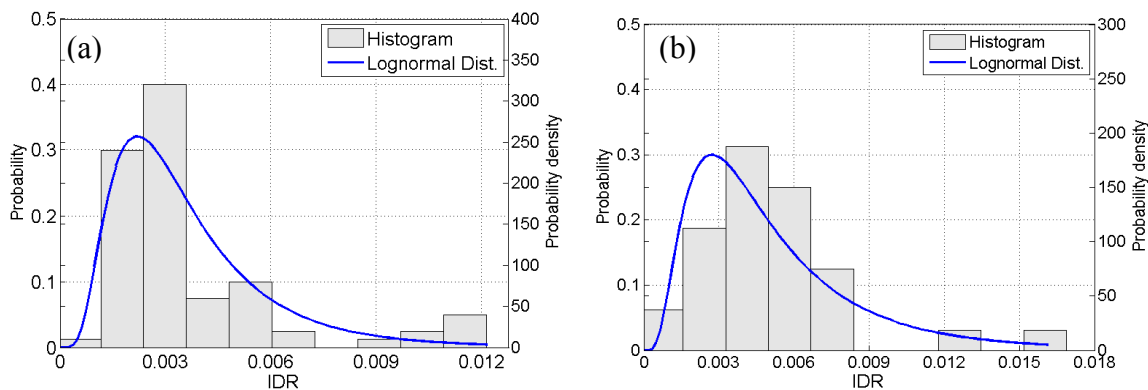 (a)
Histogram
Lognormal Dist.
Probability
0.5
0.4
0.3
0.2
0.1
0
400
350
300
250
200
150
100
50
0
Probability density
0 0.003 0.006 0.009 0.012
IDR
(b)
Histogram
Lognormal Dist.
Probability
0.5
0.4
0.3
0.2
0.1
0
300
250
200
150
100
50
0
Probability density
0 0.003 0.006 0.009 0.012 0.015 0.018
IDR